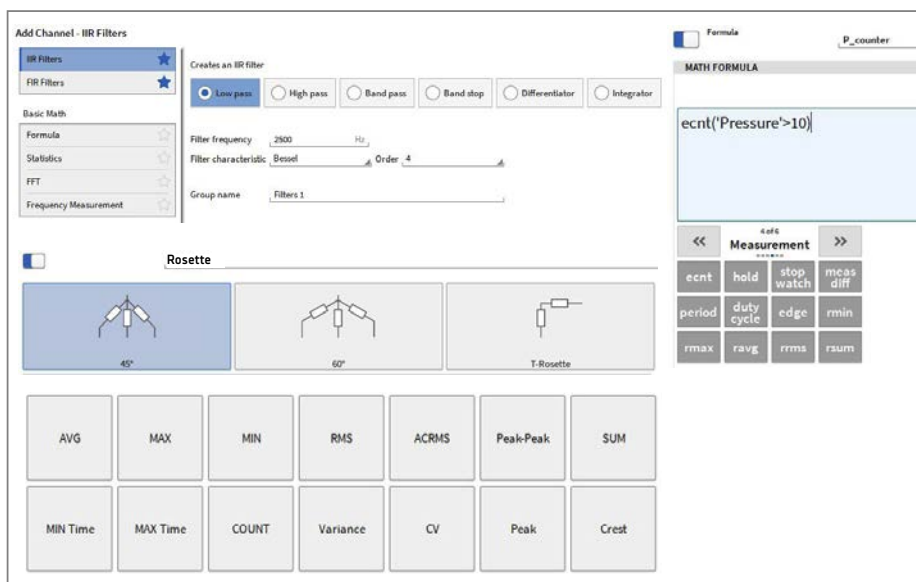 Add Channel - IIR Filters
IIR Filters
FIR Filters
Basic Math
Formula
Statistics
FFT
Frequency Measurement
Creates an IIR filter
Low pass
High pass
Band pass
Band stop
Differentiator
Integrator
Filter frequency 2500 Hz
Filter characteristic Bessel Order 4
Group name Filters 1
Formula
P_counter
MATH FORMULA
ecnt('Pressure'>10)
«
Measurement
»
ecnt hold stop watch meas diff
period duty cycle edge rmin
rmax ravg rrms rsum
Rosette
45°
60°
T-Rosette
AVG MAX MIN RMS ACRMS Peak-Peak SUM
MIN Time MAX Time COUNT Variance CV Peak Crest